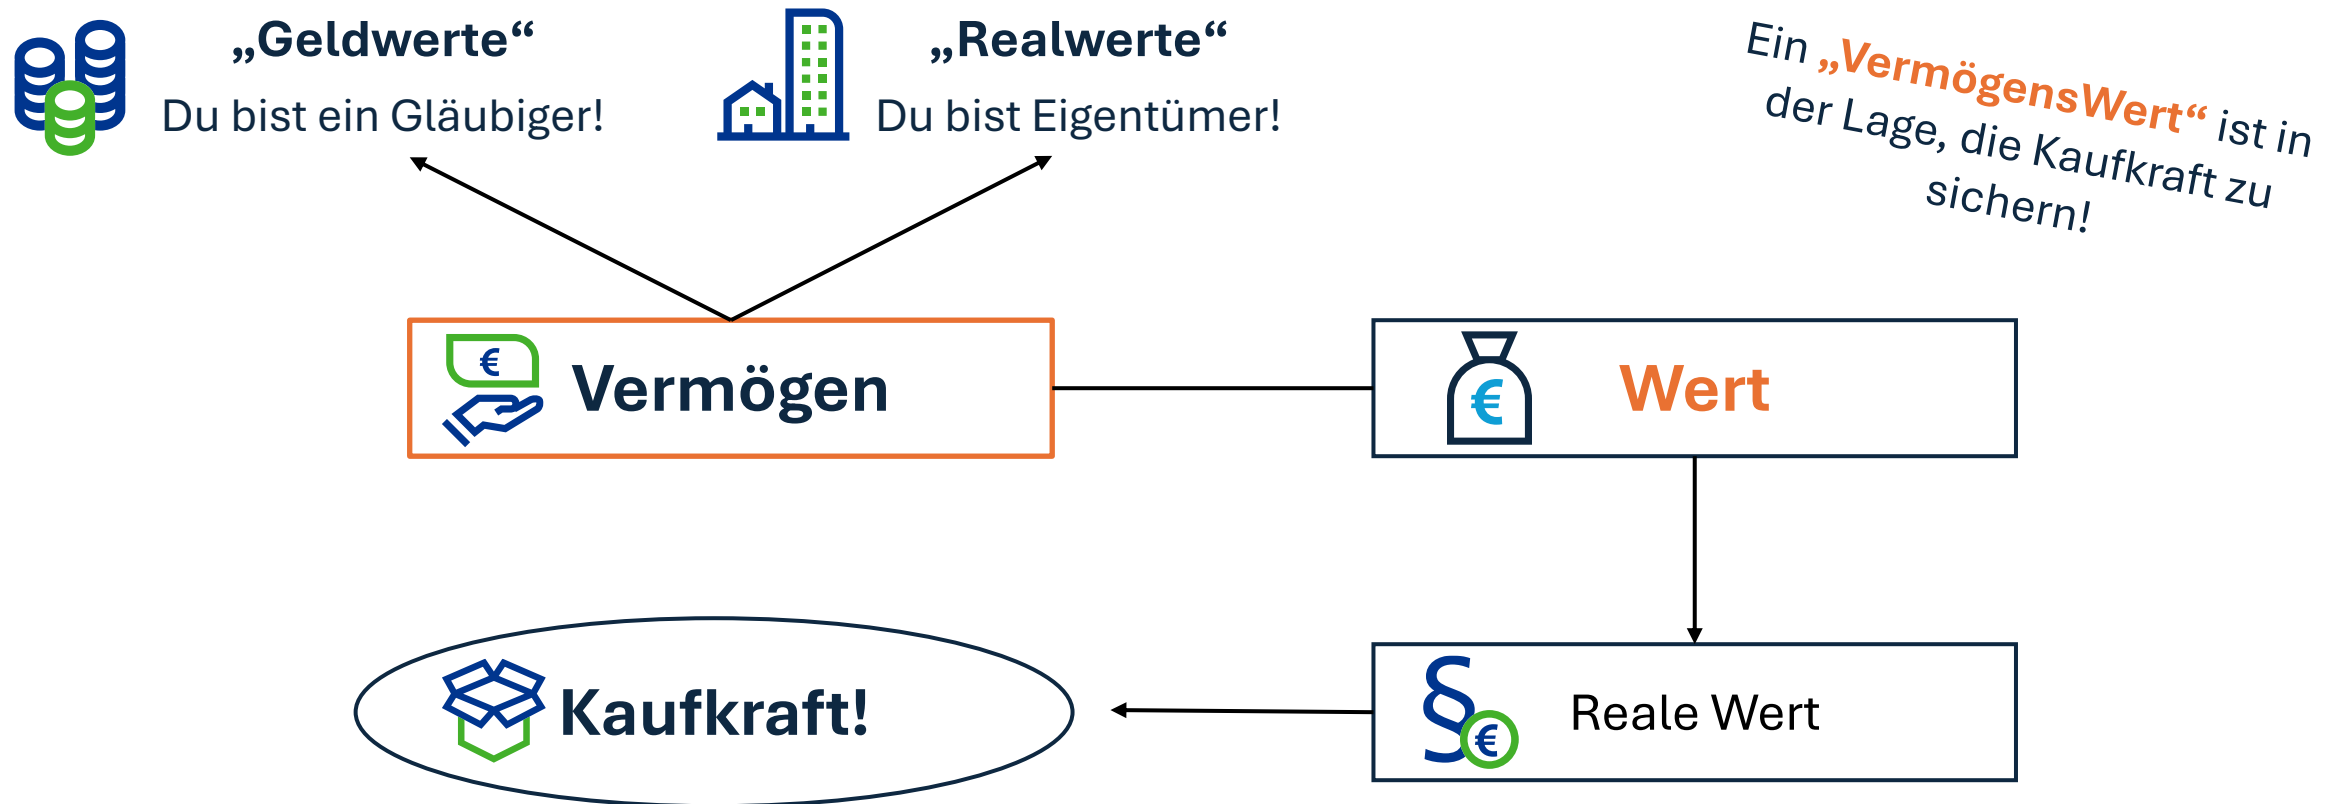 „Geldwerte“
Du bist ein Gläubiger!
„Realwerte“
Du bist Eigentümer!
Ein „VermögensWert“ ist in
der Lage, die Kaufkraft zu
sichern!
€
Vermögen
€
Wert
Kaufkraft!
§
€
Reale Wert